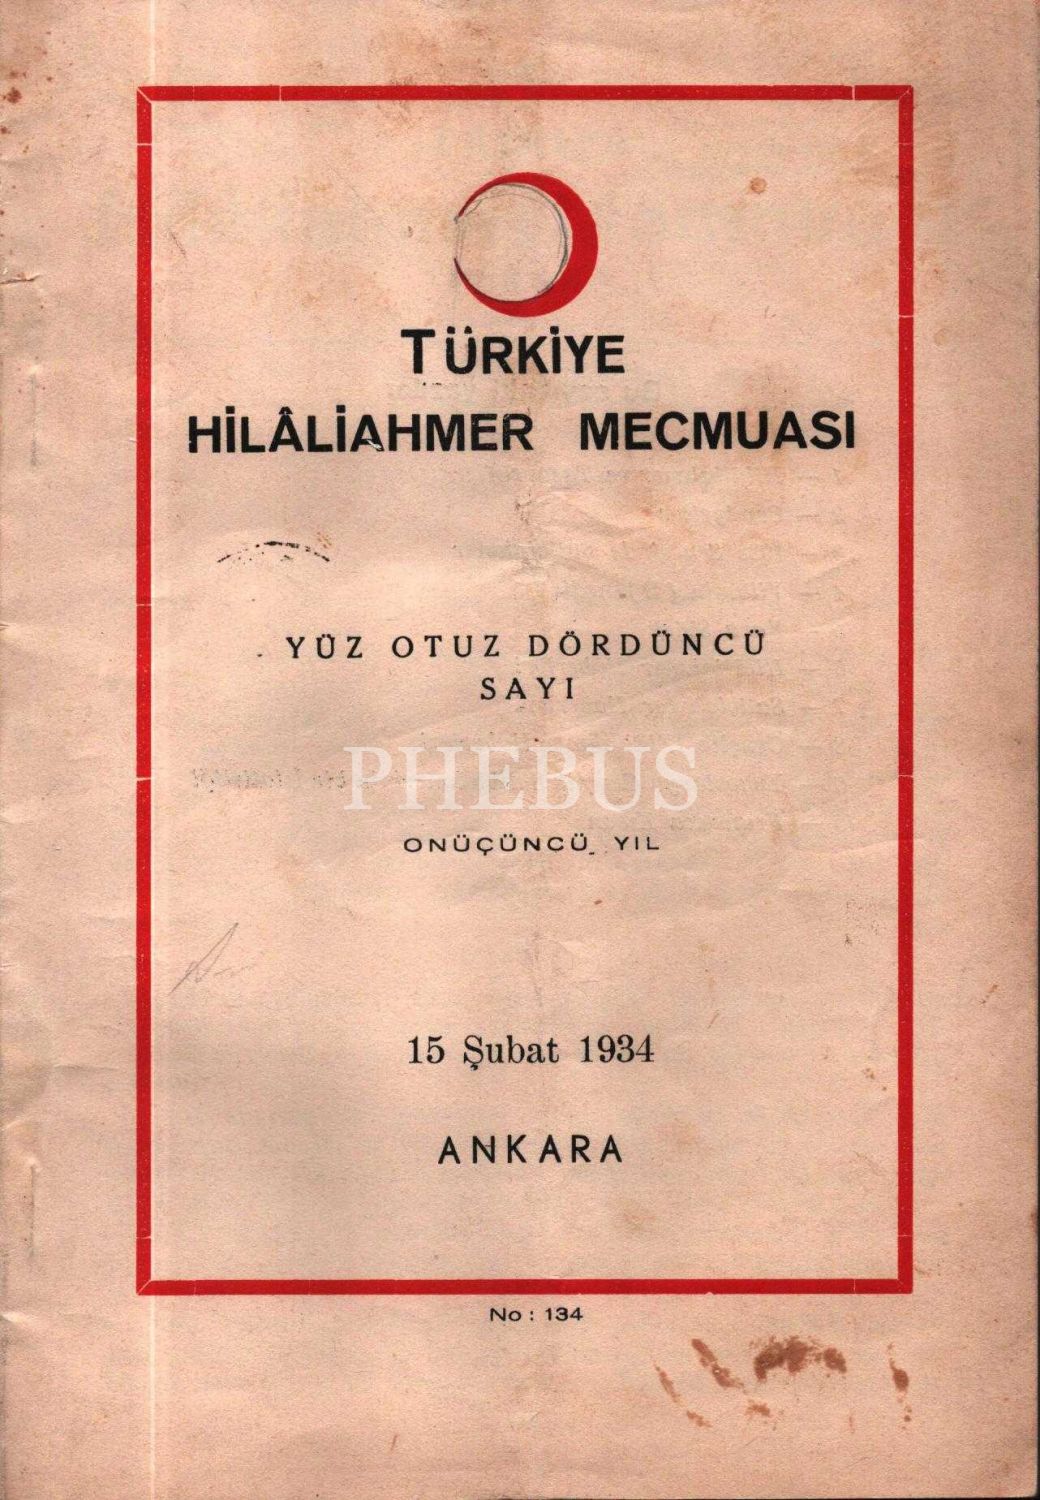 TÜRKİYE
HİLÂLİAHMER MECMUASI
YÜZ OTUZ DÖRDÜNCÜ
SAYI
PHEBUS
ONÜÇÜNCÜ YIL
15 Şubat 1934
ANKARA
No : 134